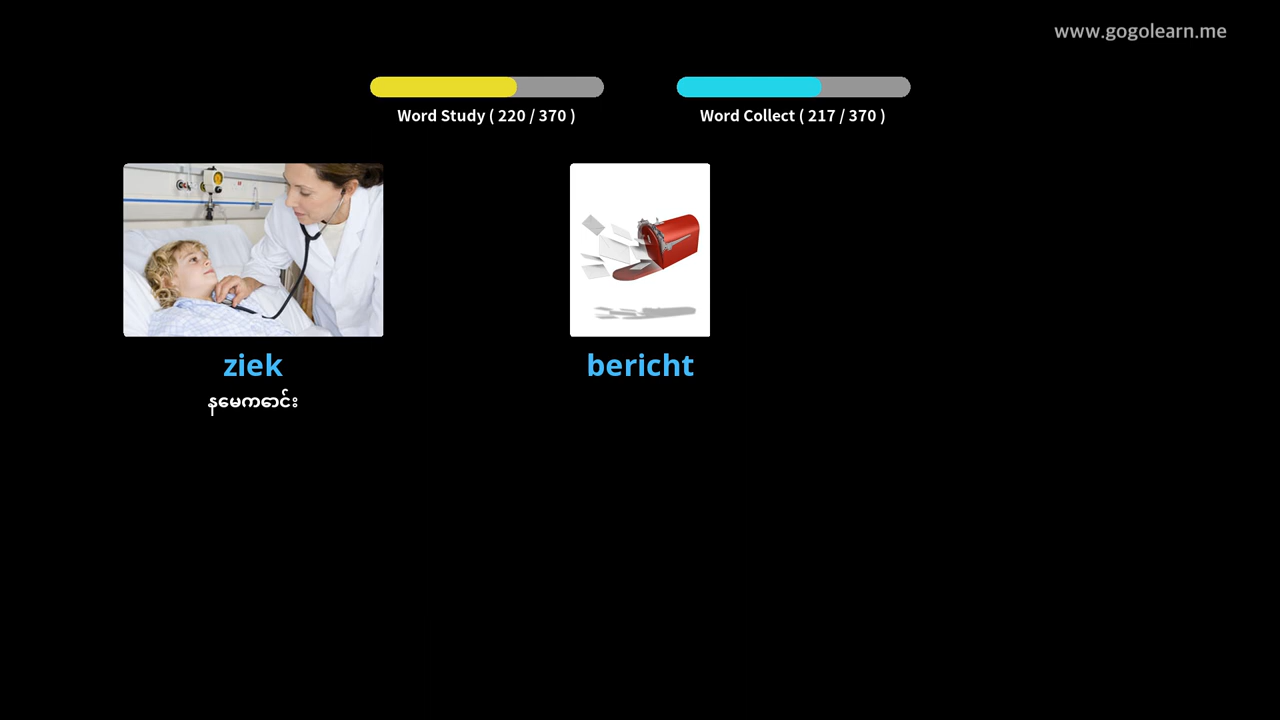 www.gogolearn.me
Word Study ( 220 / 370 )
Word Collect ( 217 / 370 )
ziek
bericht
နမေကောင်း